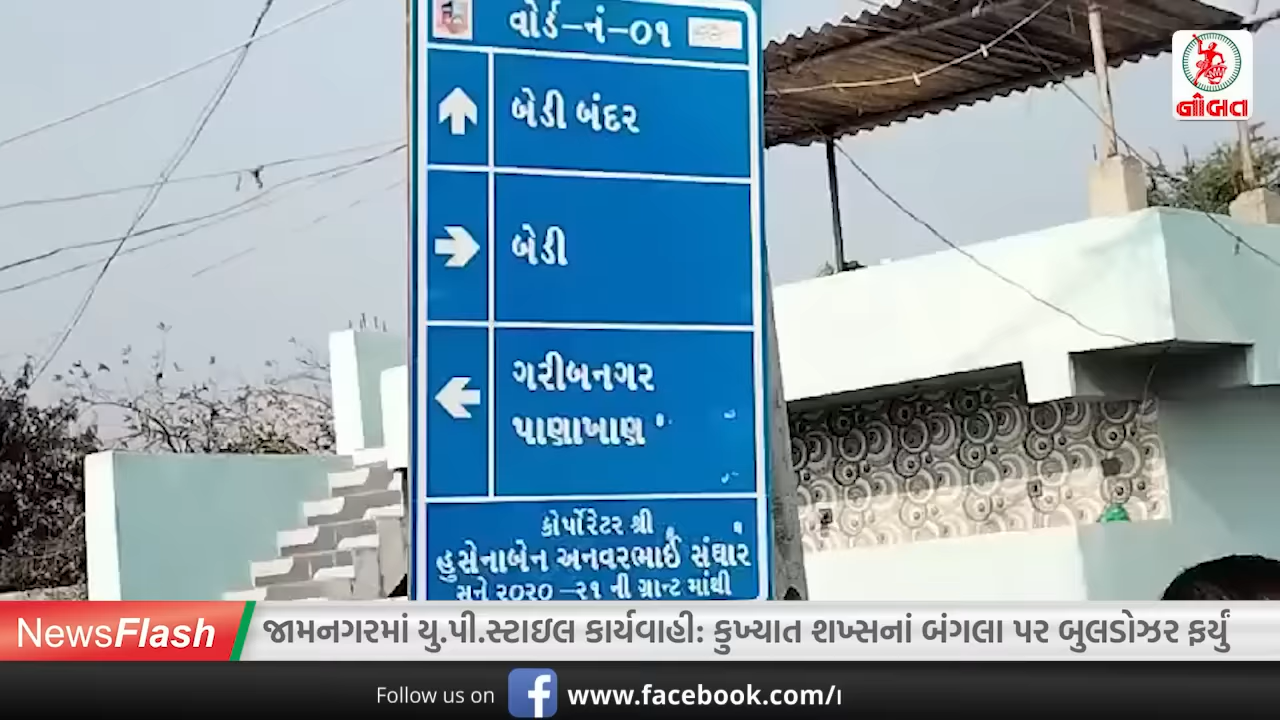 વોર્ડ-નં-૦૧
બેડી બંદર
બેડી
ગરીબનગર
પાણાખાણ
કોર્પોરેટર શ્રી
હુસેનાબેન અનવરભાઈ સંઘાર
સને ૨૦૨૦ -૨૧ ની ગ્રાન્ટ માંથી
નોબત
NewsFlash
જામનગરમાં યુ.પી.સ્ટાઇલ કાર્યવાહી: કુખ્યાત શખ્સનાં બંગલા પર બુલડોઝર ફર્યું
Follow us on
www.facebook.com/